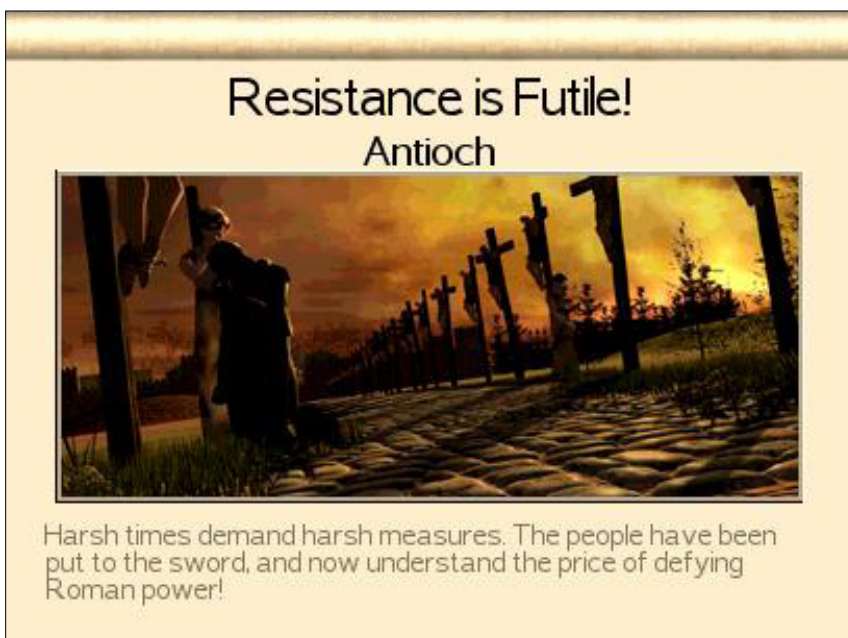 Resistance is Futile!
Antioch
Harsh times demand harsh measures. The people have been
put to the sword, and now understand the price of defying
Roman power!